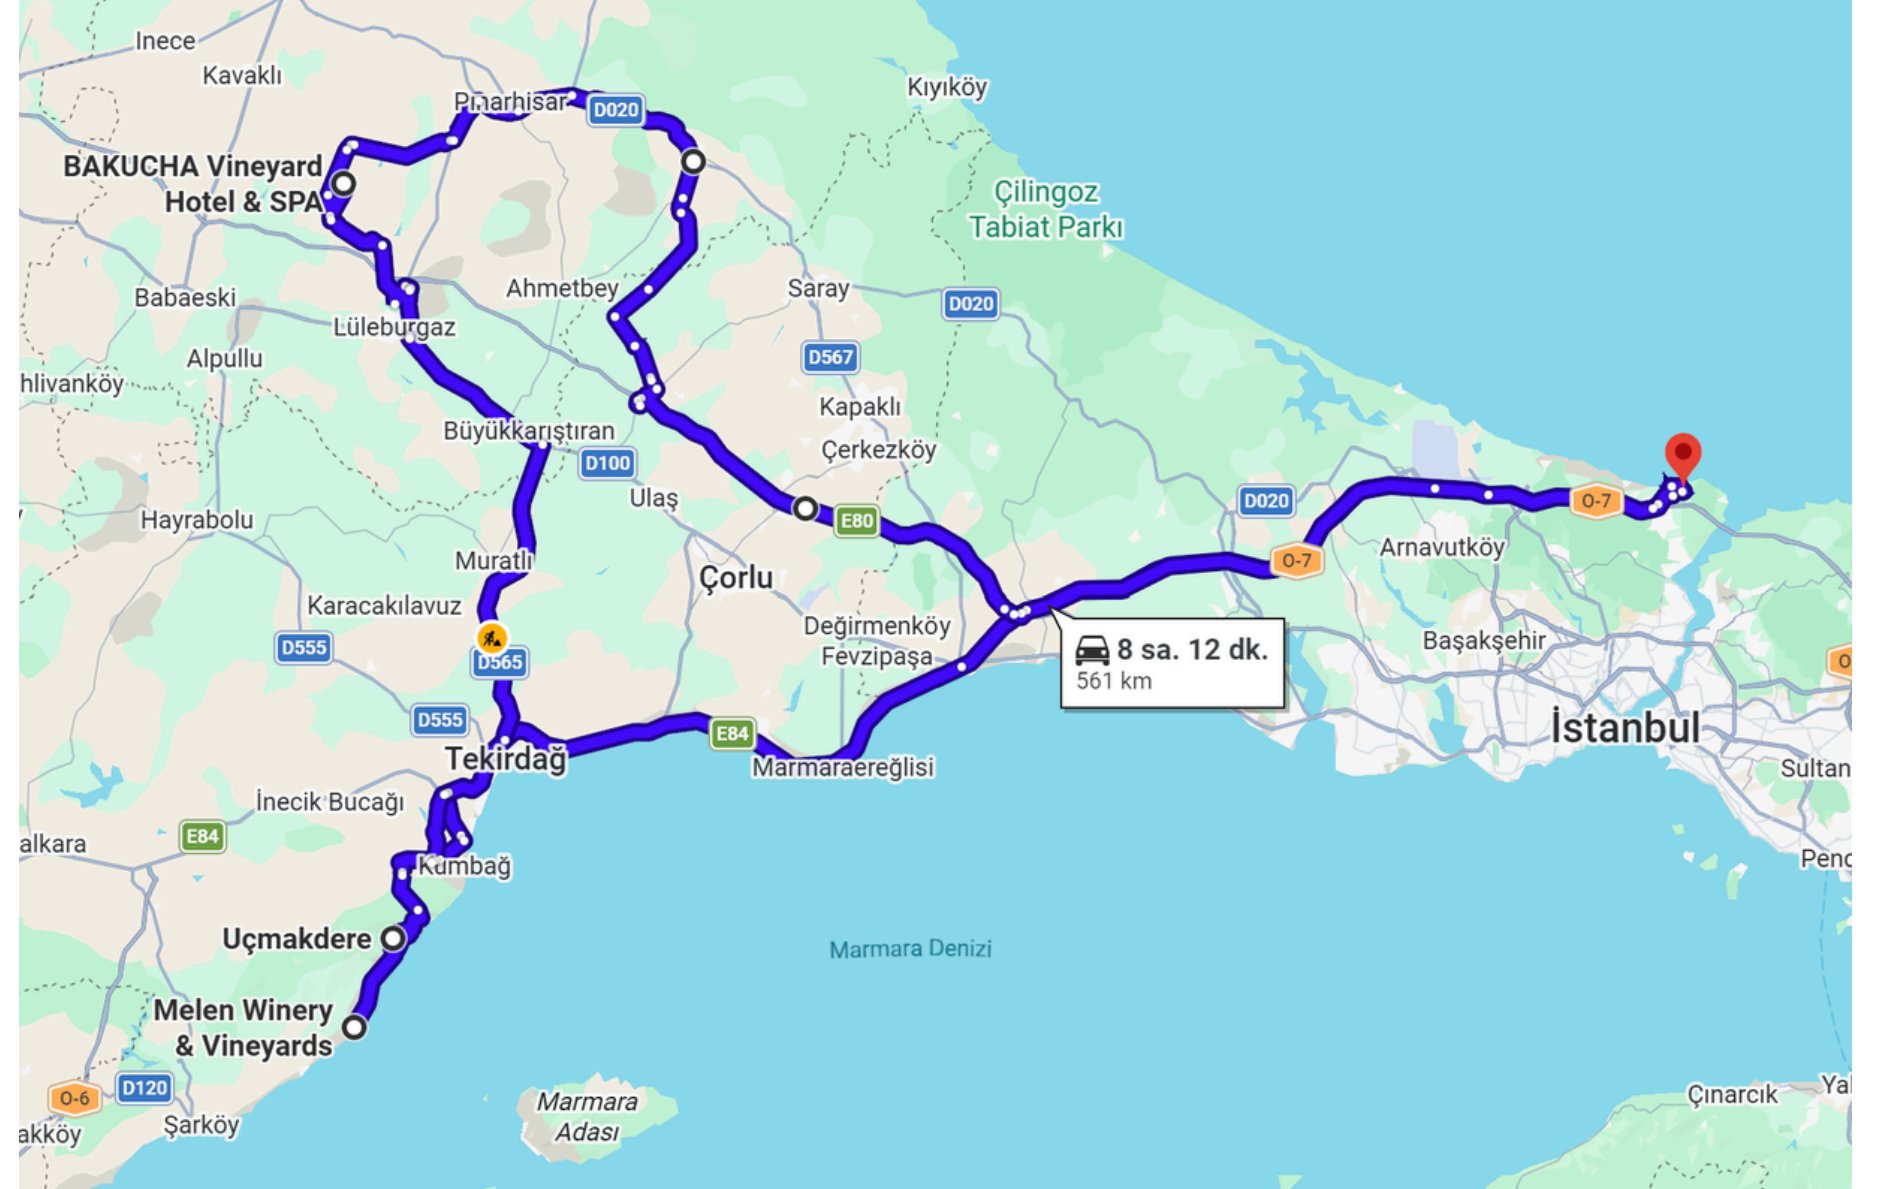 Inece
Kavaklı
Kıyıköy
Pınarhisar
D020
BAKUCHA Vineyard
Hotel & SPA
Çilingoz
Tabiat Parkı
Babaeski
Ahmetbey
Saray
D020
Lüleburgaz
Alpullu
D567
hlivanköy
Kapaklı
Büyükkarıştıran
Çerkezköy
D100
Ulaş
D020
O-7
Hayrabolu
E80
Muratlı
Çorlu
O-7
Arnavutköy
Karacakılavuz
Değirmenköy
Fevzipaşa
Başakşehir
D555
D565
8 sa. 12 dk.
561 km
O
D555
E84
İstanbul
Tekirdağ
Marmaraereğlisi
Sultan
İnecik Bucağı
E84
alkara
Kumbağ
Penc
Uçmakdere
Marmara Denizi
Melen Winery
& Vineyards
O-6
D120
Şarköy
akköy
Marmara
Adası
Çınarcık
Yal